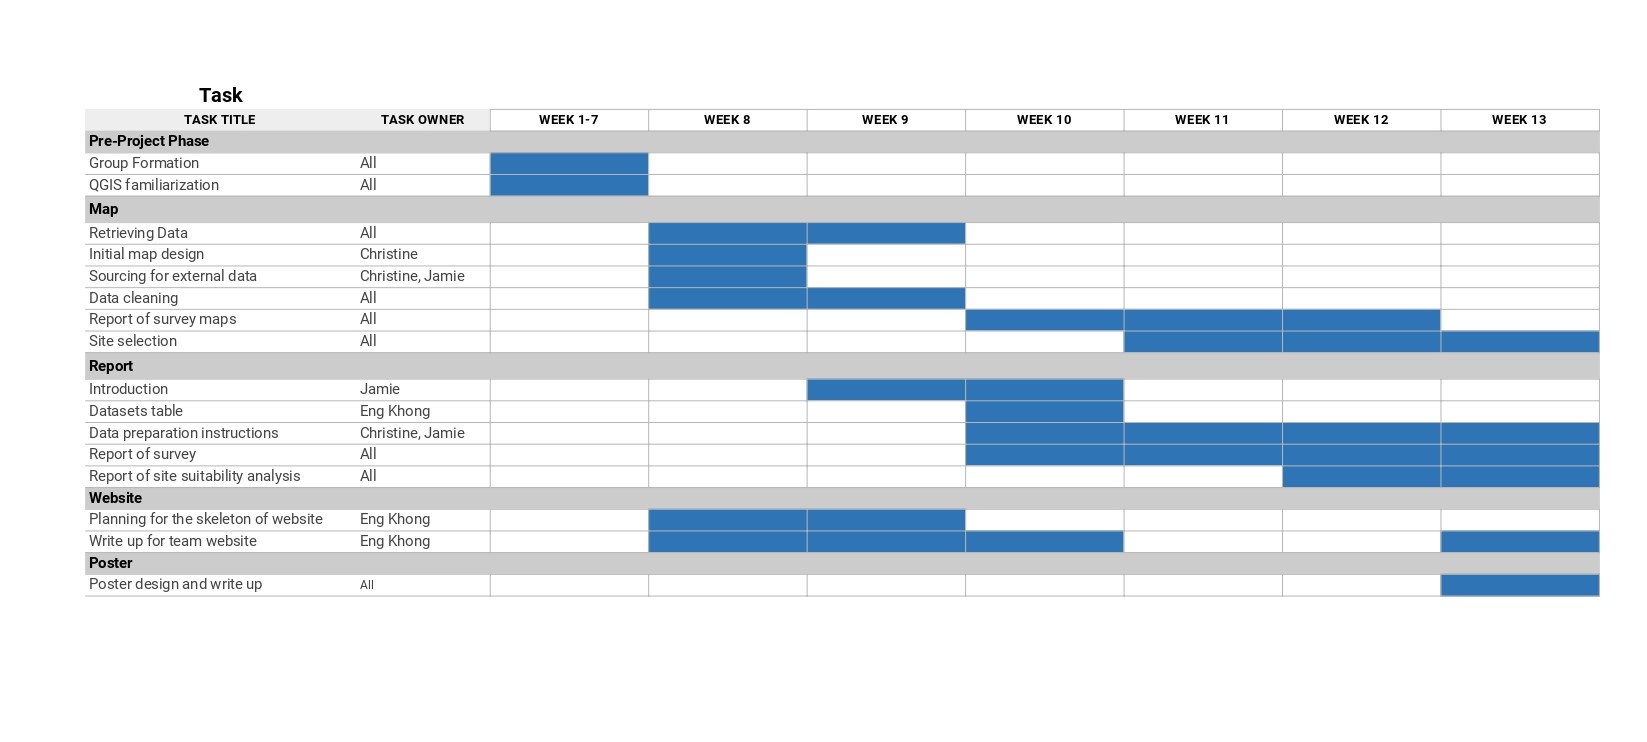 Task
TASK TITLE TASK OWNER WEEK 1-7 WEEK 8 WEEK 9 WEEK 10 WEEK 11 WEEK 12 WEEK 13
Pre-Project Phase
Group Formation All
QGIS familiarization All
Map
Retrieving Data All
Initial map design Christine
Sourcing for external data Christine, Jamie
Data cleaning All
Report of survey maps All
Site selection All
Report
Introduction Jamie
Datasets table Eng Khong
Data preparation instructions Christine, Jamie
Report of survey All
Report of site suitability analysis All
Website
Planning for the skeleton of website Eng Khong
Write up for team website Eng Khong
Poster
Poster design and write up All